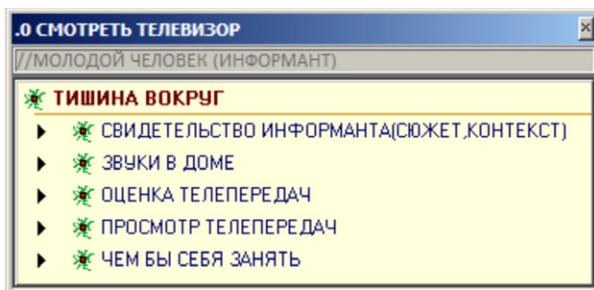 .0 СМОТРЕТЬ ТЕЛЕВИЗОР
//МОЛОДОЙ ЧЕЛОВЕК (ИНФОРМАНТ)
ТИШИНА ВОКРУГ
СВИДЕТЕЛЬСТВО ИНФОРМАНТА(СЮЖЕТ,КОНТЕКСТ)
ЗВУКИ В ДОМЕ
ОЦЕНКА ТЕЛЕПЕРЕДАЧ
ПРОСМОТР ТЕЛЕПЕРЕДАЧ
ЧЕМ БЫ СЕБЯ ЗАНЯТЬ